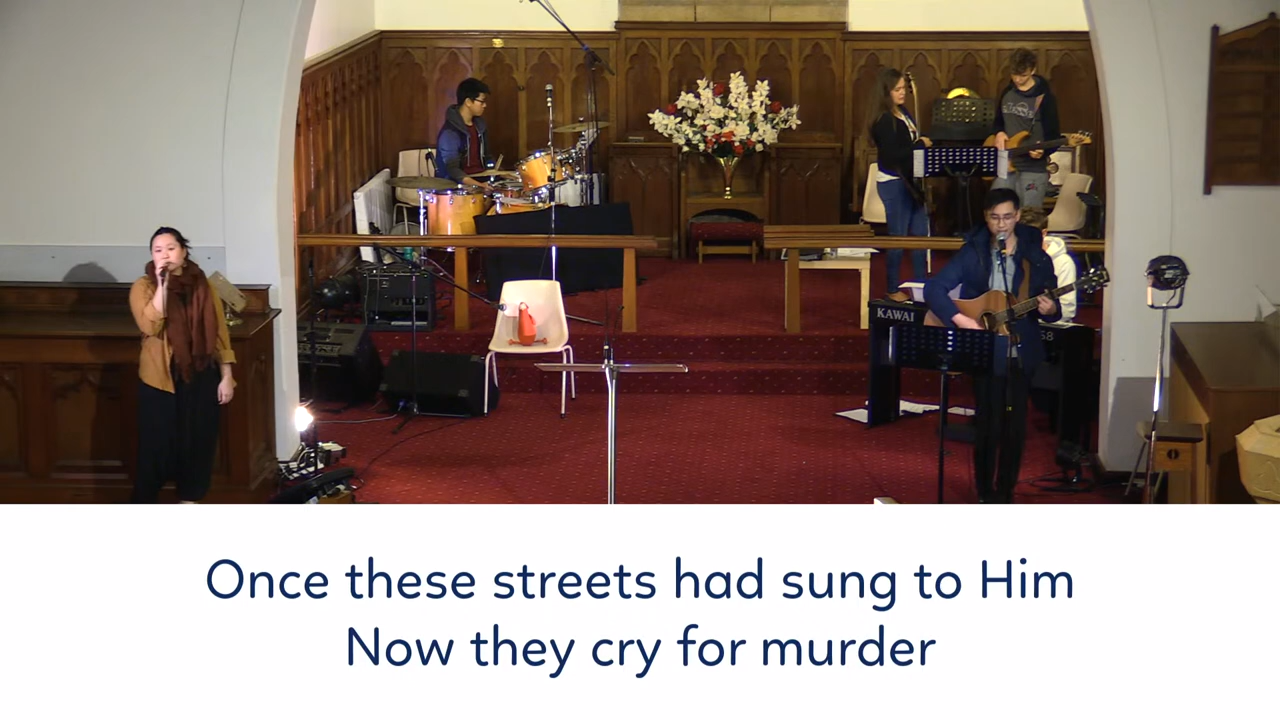 KAWAI
Once these streets had sung to Him
Now they cry for murder